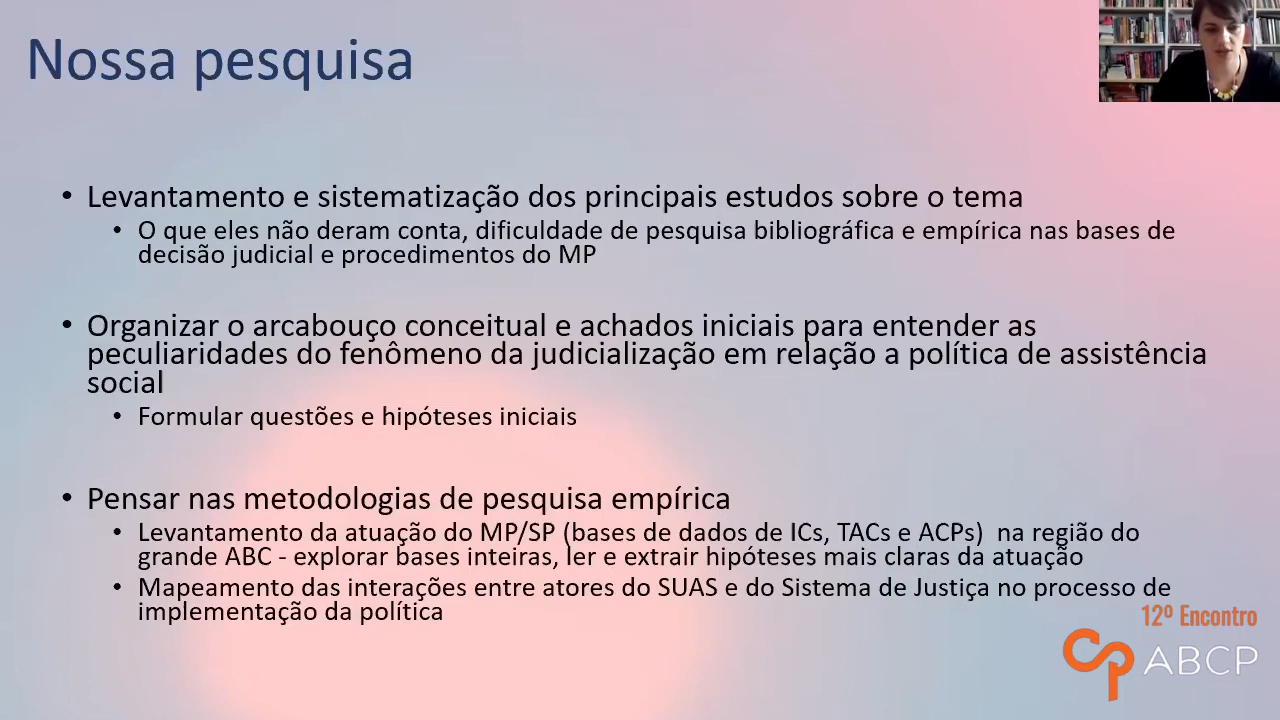 Nossa pesquisa
• Levantamento e sistematização dos principais estudos sobre o tema
• O que eles não deram conta, dificuldade de pesquisa bibliográfica e empírica nas bases de
decisão judicial e procedimentos do MP
• Organizar o arcabouço conceitual e achados iniciais para entender as
peculiaridades do fenômeno da judicialização em relação a política de assistência
social
• Formular questões e hipóteses iniciais
• Pensar nas metodologias de pesquisa empírica
• Levantamento da atuação do MP/SP (bases de dados de ICs, TACs e ACPs)  na região do
grande ABC - explorar bases inteiras, ler e extrair hipóteses mais claras da atuação
• Mapeamento das interações entre atores do SUAS e do Sistema de Justiça no processo de
implementação da política
12º Encontro
CP ABCP